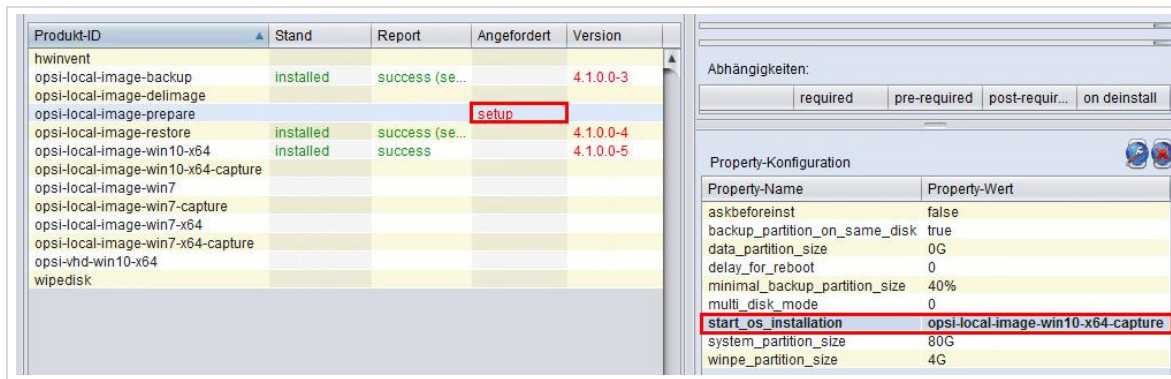 Produkt-ID Stand Report Angefordert Version
hwinvent
opsi-local-image-backup installed success (se... 4.1.0.0-3
opsi-local-image-delimage
opsi-local-image-prepare setup
opsi-local-image-restore installed success (se... 4.1.0.0-4
opsi-local-image-win10-x64 installed success 4.1.0.0-5
opsi-local-image-win10-x64-capture
opsi-local-image-win7
opsi-local-image-win7-capture
opsi-local-image-win7-x64
opsi-local-image-win7-x64-capture
opsi-vhd-win10-x64
wipedisk
Abhängigkeiten:
required pre-required post-requir... on deinstall
Property-Konfiguration
Property-Name Property-Wert
askbeforeinst false
backup_partition_on_same_disk true
data_partition_size 0G
delay_for_reboot 0
minimal_backup_partition_size 40%
multi_disk_mode 0
start_os_installation opsi-local-image-win10-x64-capture
system_partition_size 80G
winpe_partition_size 4G